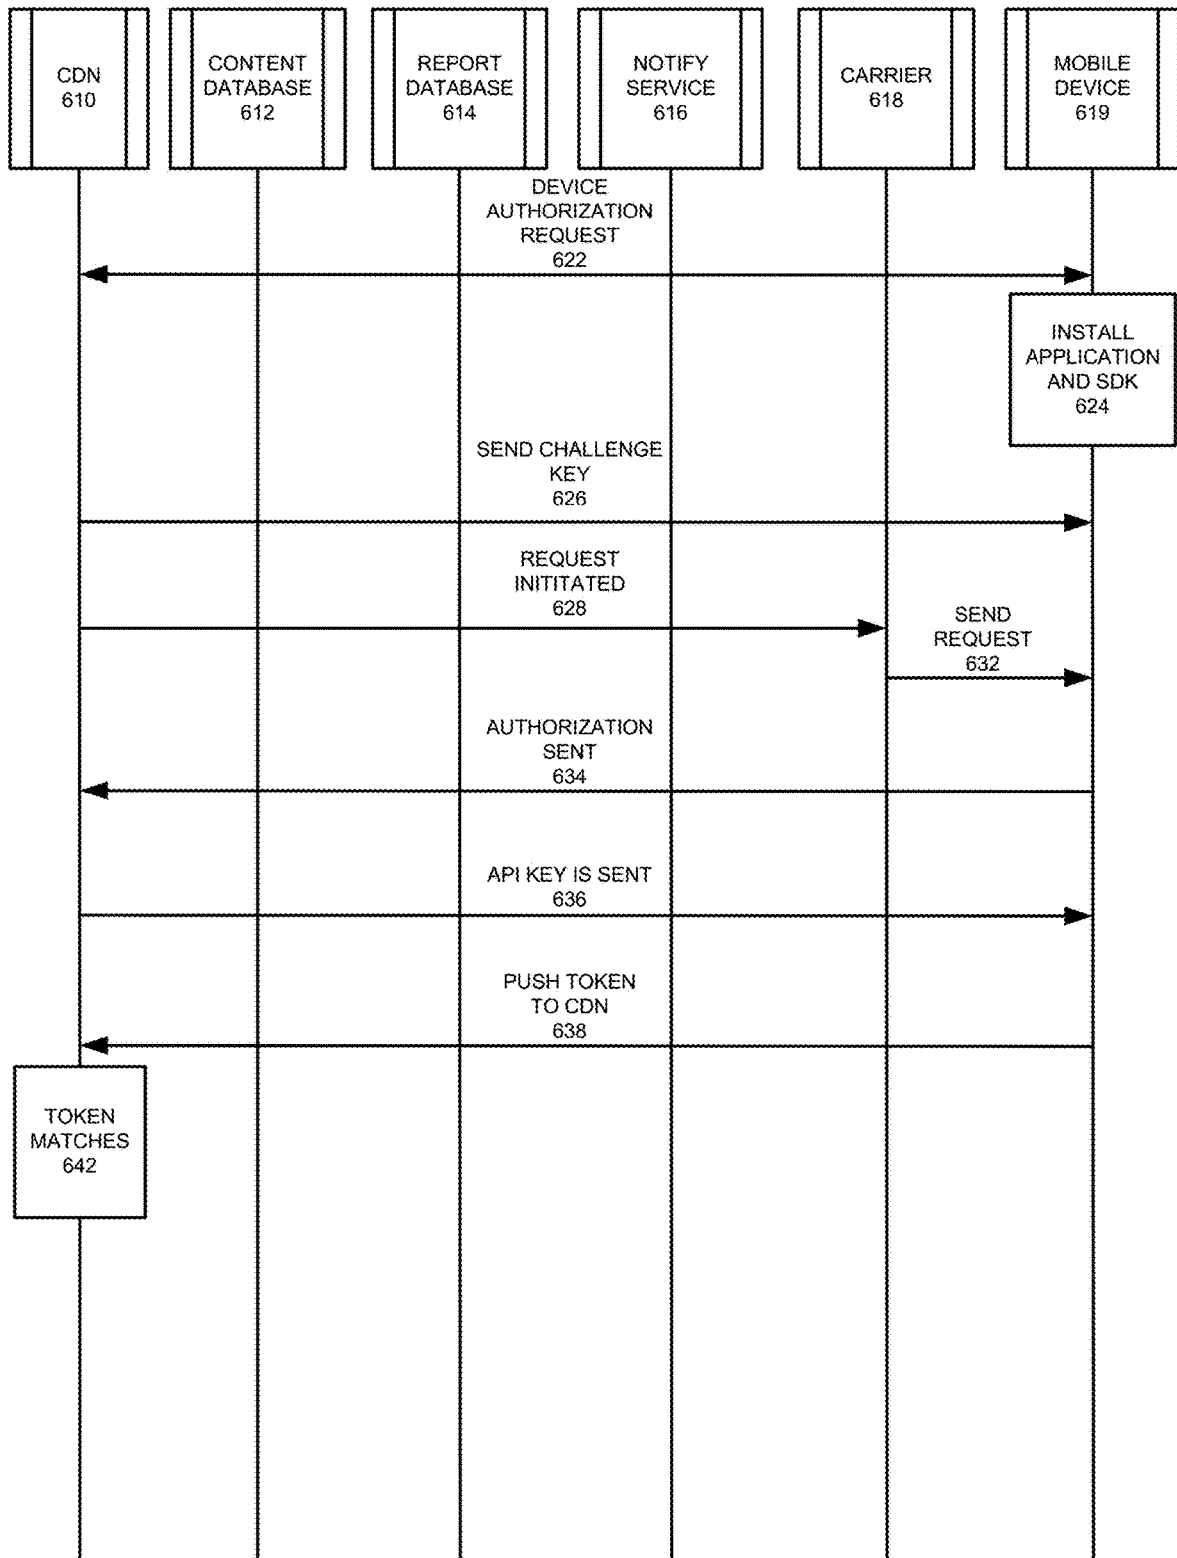 CDN
610
CONTENT
DATABASE
612
REPORT
DATABASE
614
NOTIFY
SERVICE
616
CARRIER
618
MOBILE
DEVICE
619
DEVICE
AUTHORIZATION
REQUEST
622
INSTALL
APPLICATION
AND SDK
624
SEND CHALLENGE
KEY
626
REQUEST
INITITATED
628
SEND
REQUEST
632
AUTHORIZATION
SENT
634
API KEY IS SENT
636
PUSH TOKEN
TO CDN
638
TOKEN
MATCHES
642